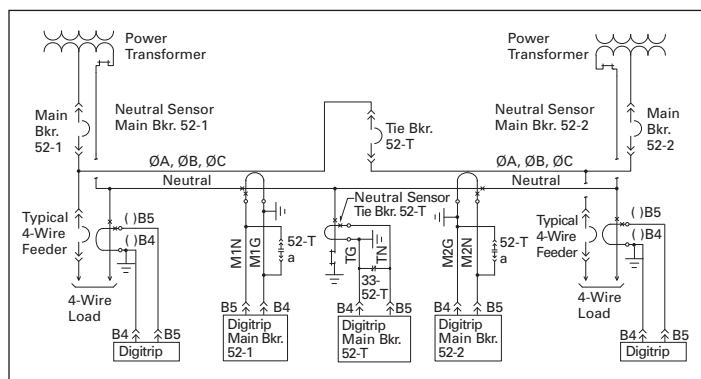 Power
Transformer
Power
Transformer
Main
Bkr.
52-1
Neutral Sensor
Main Bkr. 52-1
Tie Bkr.
52-T
Neutral Sensor
Main Bkr. 52-2
Main
Bkr.
52-2
ØA, ØB, ØC
ØA, ØB, ØC
Neutral
Neutral
Typical
4-Wire
Feeder
( )B5
( )B4
4-Wire
Load
B4
B5
Digitrip
M1N
M1G
52-T
a
B5
B4
Digitrip
Main Bkr.
52-1
Neutral Sensor
Tie Bkr. 52-T
TG
TN
33-
52-T
B4
B5
Digitrip
Main Bkr.
52-T
M2G
M2N
52-T
a
B4
B5
Digitrip
Main Bkr.
52-2
Typical
4-Wire
Feeder
( )B5
( )B4
4-Wire
Load
B4
B5
Digitrip